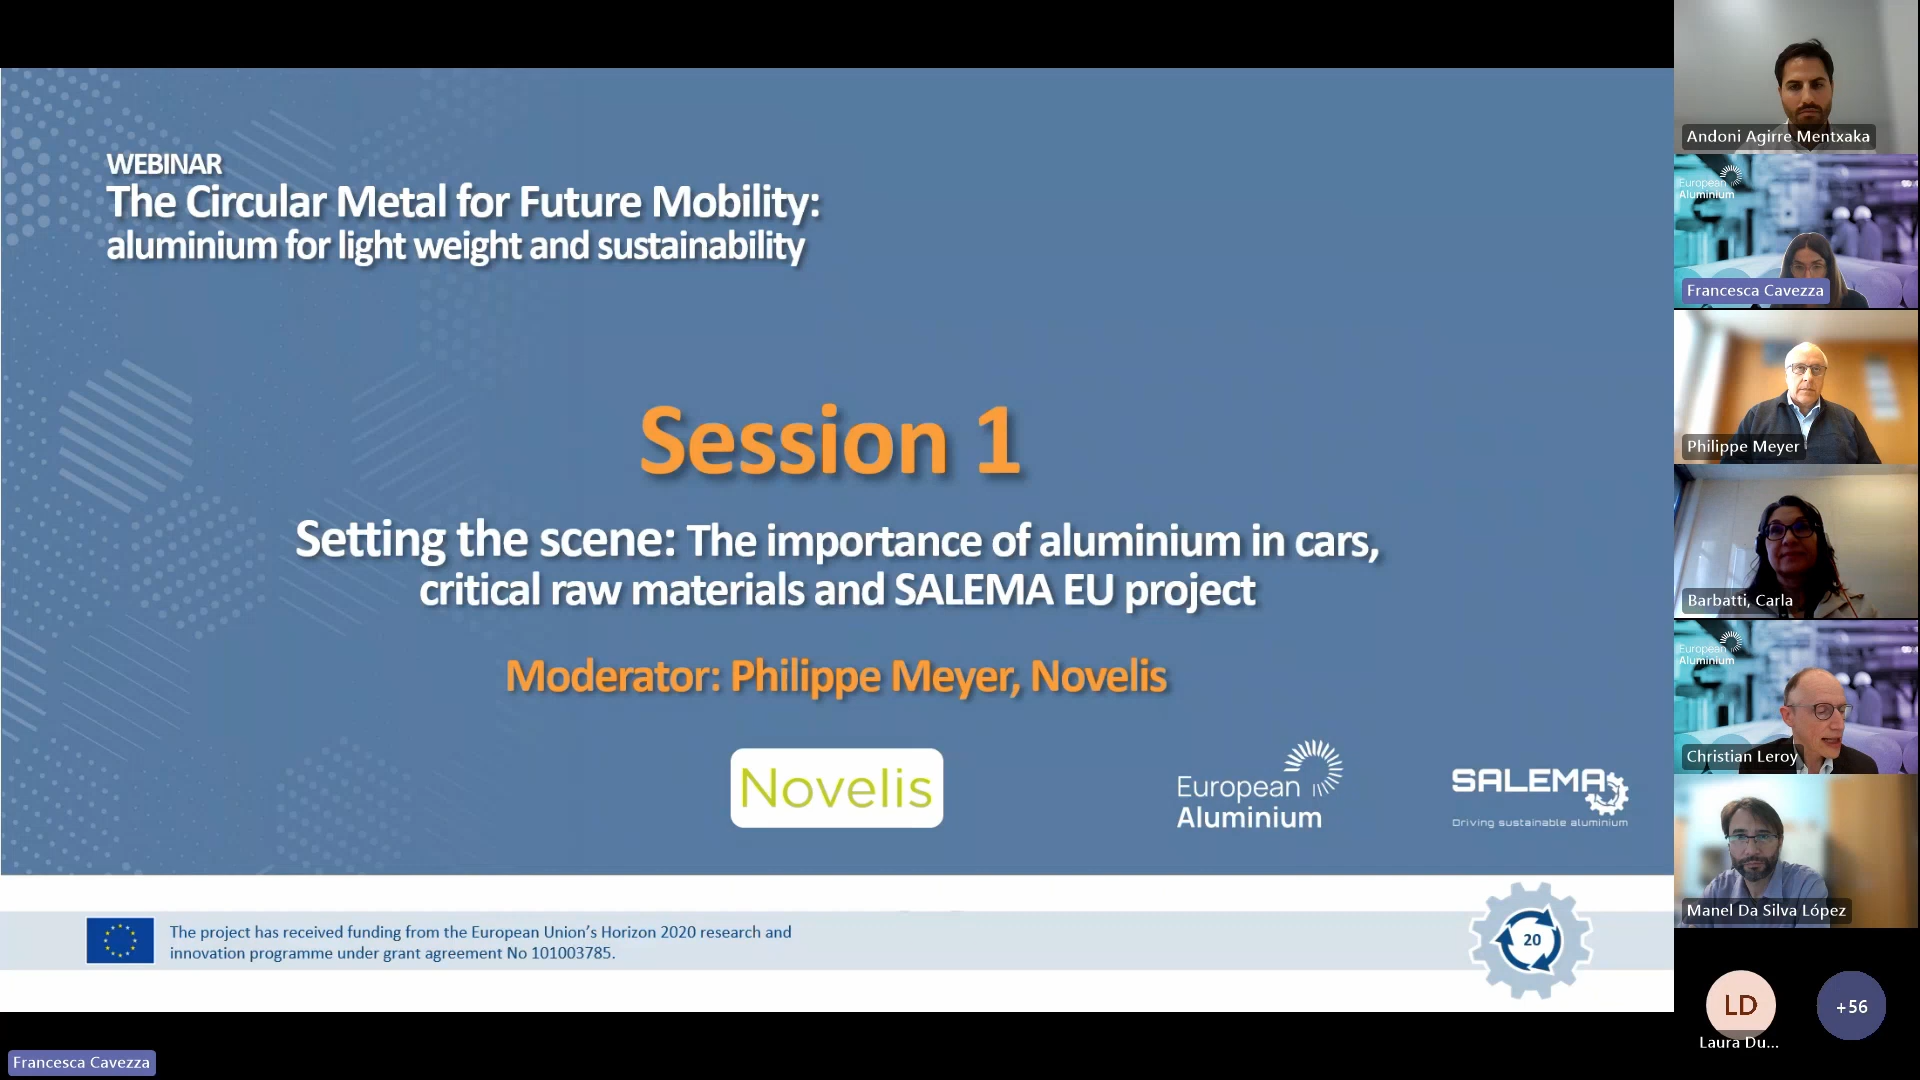 WEBINAR
The Circular Metal for Future Mobility:
aluminium for light weight and sustainability
Session 1
Setting the scene: The importance of aluminium in cars,
critical raw materials and SALEMA EU project
Moderator: Philippe Meyer, Novelis
Novelis
European
Aluminium
SALEMA
Driving sustainable aluminium
The project has received funding from the European Union's Horizon 2020 research and
innovation programme under grant agreement No 101003785.
20
Francesca Cavezza
Andoni Agirre Mentxaka
European
Aluminium
Francesca Cavezza
Philippe Meyer
Barbatti, Carla
European
Aluminium
Christian Leroy
Manel Da Silva López
LD
Laura Du...
+56